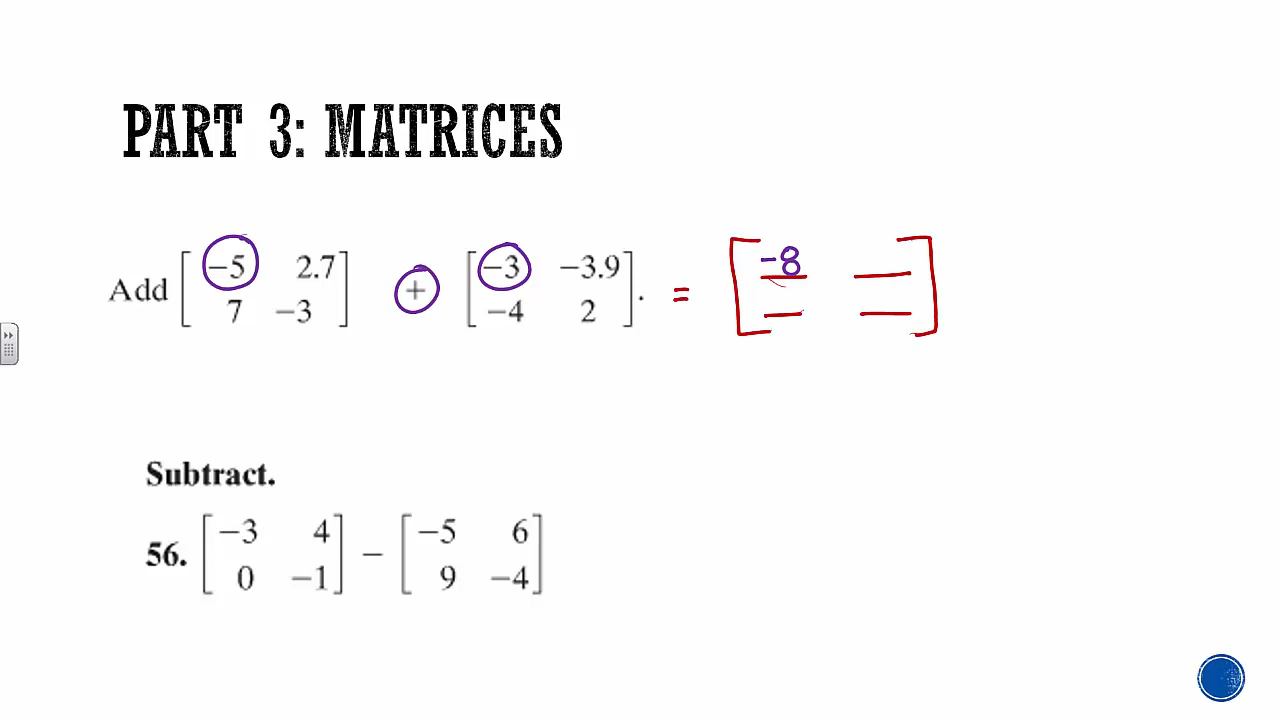 PART 3: MATRICES
Add [ −5 2.7 ] + [ −3 −3.9 ] . = [ -8 __ ]
[ 7 −3 ] [ −4 2 ] [ __ __ ]
Subtract.
56. [ −3 4 ] − [ −5 6 ]
[ 0 −1 ] [ 9 −4 ]